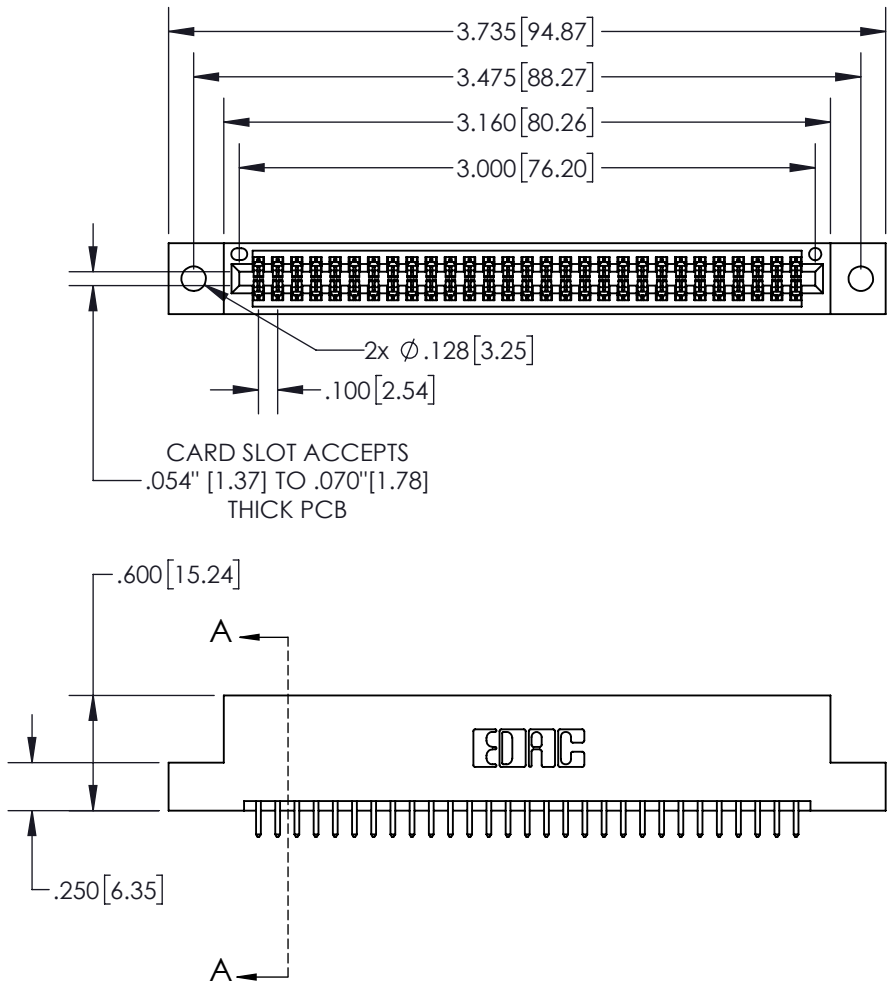 3.735[94.87]
3.475[88.27]
3.160[80.26]
3.000[76.20]
2x ∅.128[3.25]
.100[2.54]
CARD SLOT ACCEPTS
.054" [1.37] TO .070"[1.78]
THICK PCB
.600[15.24]
A
EDAC
.250[6.35]
A